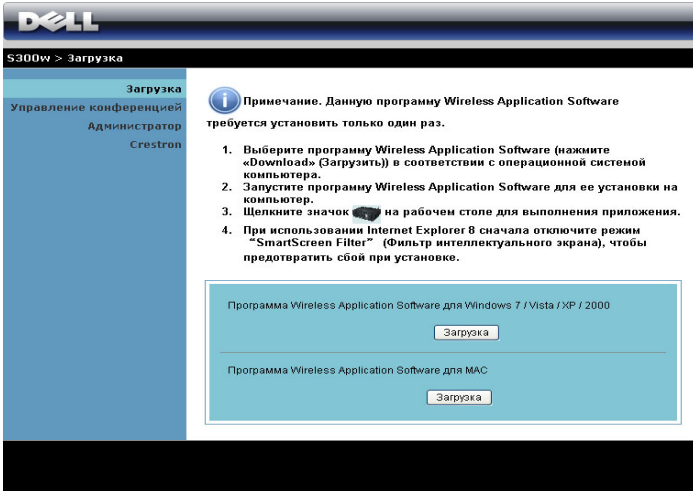 DELL
S300w > Загрузка
Загрузка
Управление конференцией
Администратор
Crestron
Примечание. Данную программу Wireless Application Software
требуется установить только один раз.
1. Выберите программу Wireless Application Software (нажмите
«Download» (Загрузить)) в соответствии с операционной системой
компьютера.
2. Запустите программу Wireless Application Software для ее установки на
компьютер.
3. Щелкните значок на рабочем столе для выполнения приложения.
4. При использовании Internet Explorer 8 сначала отключите режим
“SmartScreen Filter” (Фильтр интеллектуального экрана), чтобы
предотвратить сбой при установке.
Программа Wireless Application Software для Windows 7 / Vista / XP / 2000
Загрузка
Программа Wireless Application Software для MAC
Загрузка